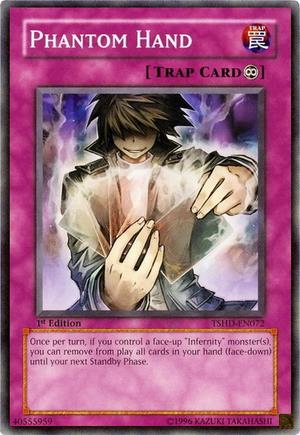 PHANTOM HAND
TRAP
罠
[TRAP CARD]
1st Edition
TSHD-EN072
Once per turn, if you control a face-up "Infernity" monster(s),
you can remove from play all cards in your hand (face-down)
until your next Standby Phase.
40555959
©1996 KAZUKI TAKAHASHI